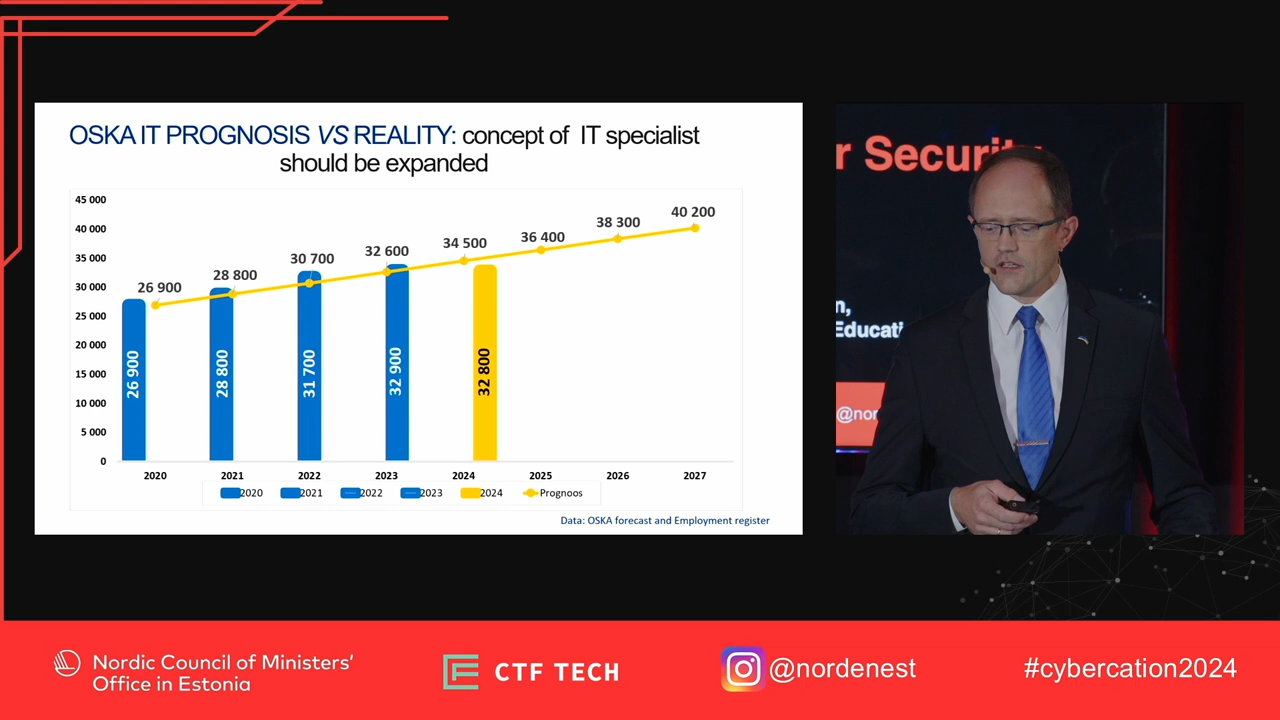 OSKA IT PROGNOSIS VS REALITY: concept of IT specialist
should be expanded
45 000
40 000
35 000
30 000
25 000
20 000
15 000
10 000
5 000
0
26 900
28 800
30 700
32 600
34 500
36 400
38 300
40 200
26 900
28 800
31 700
32 900
32 800
2020 2021 2022 2023 2024 2025 2026 2027
2020 2021 2022 2023 2024 Prognoos
Data: OSKA forecast and Employment register
r Security
n,
Educati
@nor
Nordic Council of Ministers'
Office in Estonia
CTF TECH
@nordenest
#cybercation2024